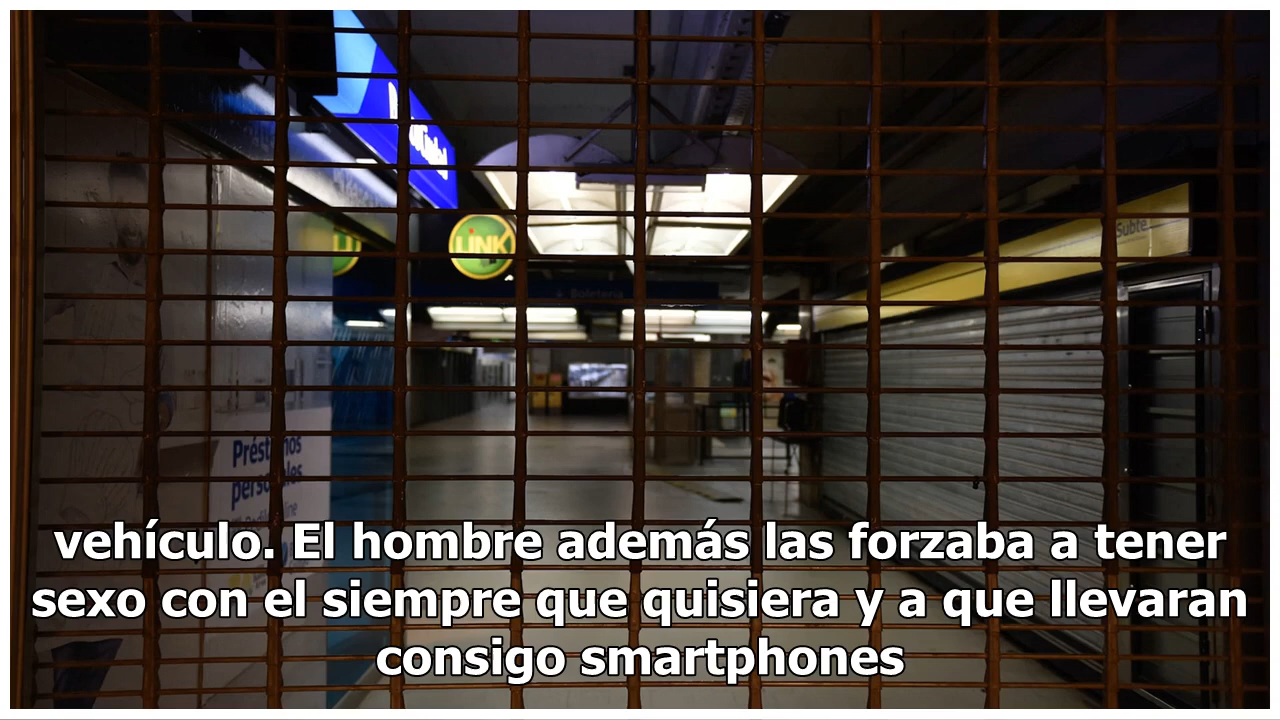 LINK
Subte
Préstamos
personales
vehículo. El hombre además las forzaba a tener
sexo con el siempre que quisiera y a que llevaran
consigo smartphones